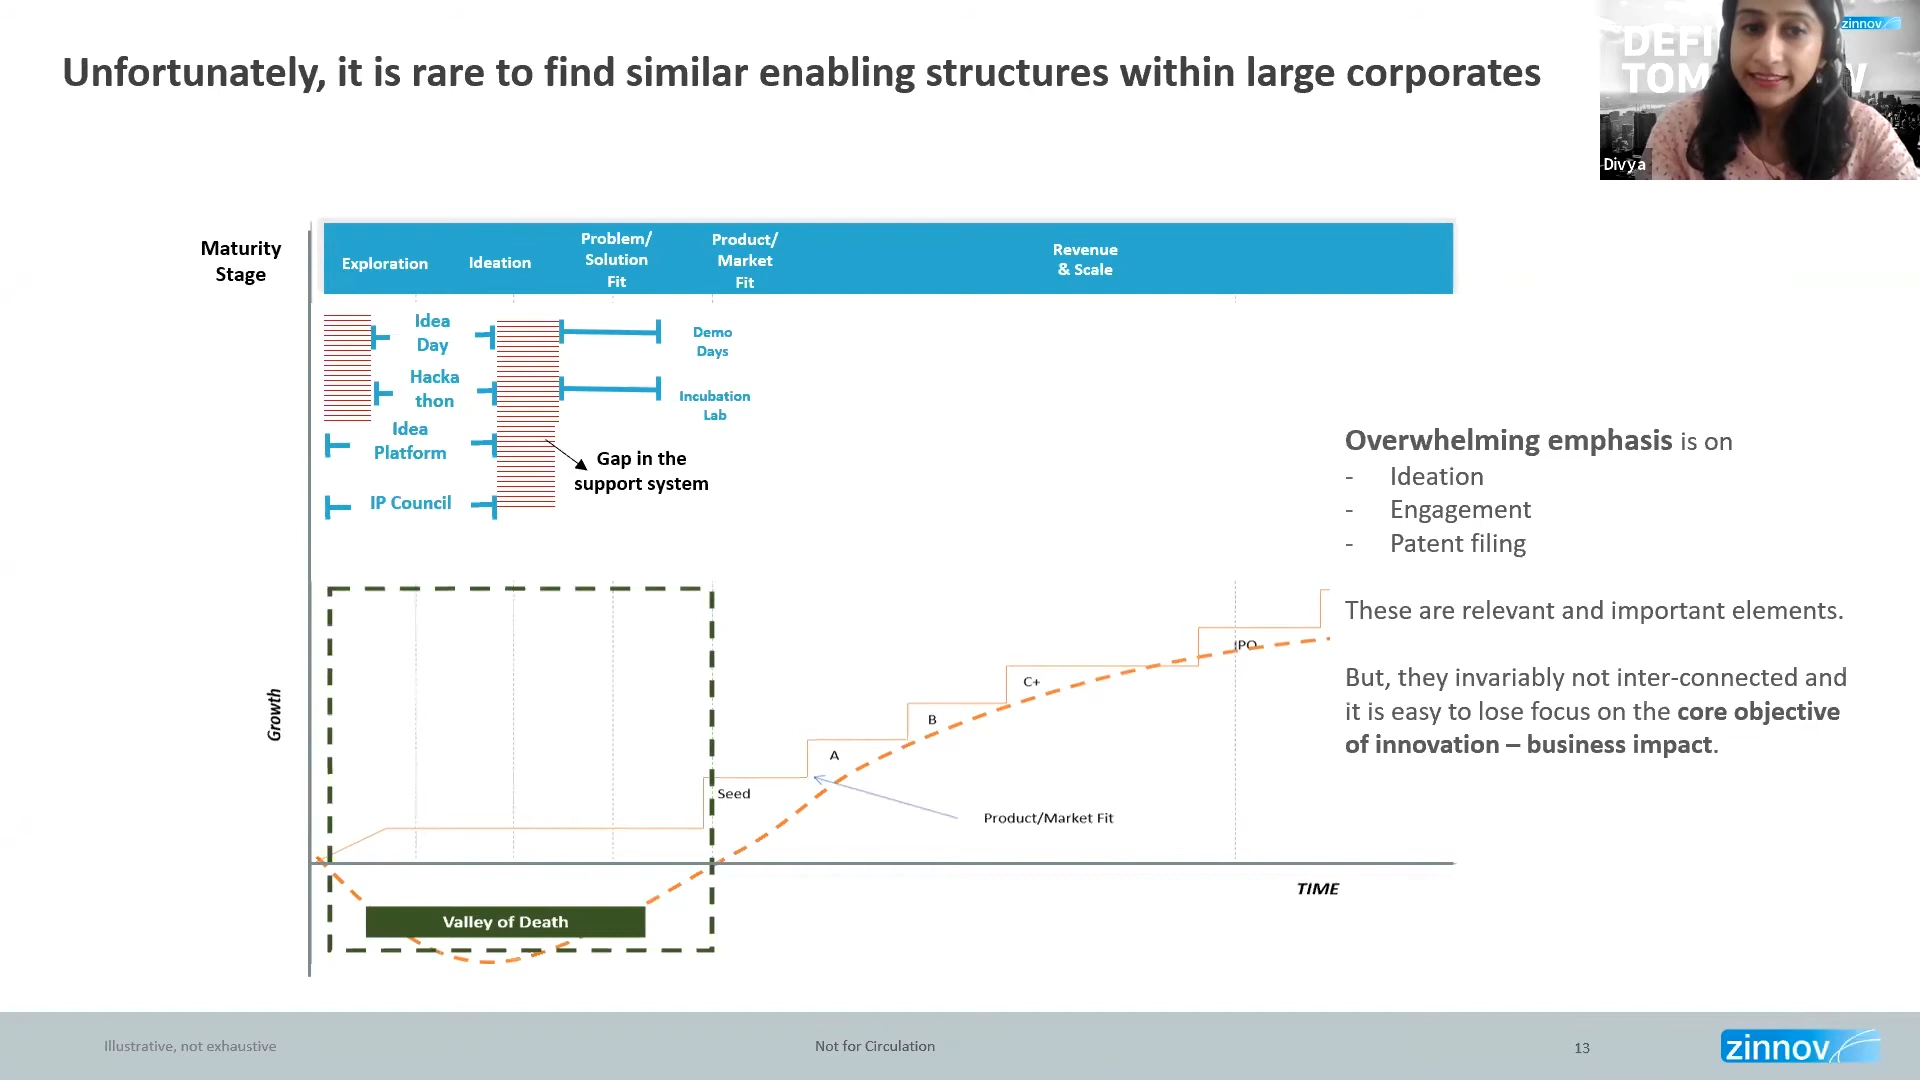 Unfortunately, it is rare to find similar enabling structures within large corporates
zinnov
DEFI
TOM W
Divya
Maturity
Stage
Exploration
Ideation
Problem/
Solution
Fit
Product/
Market
Fit
Revenue
& Scale
Idea
Day
Hacka
thon
Idea
Platform
IP Council
Demo
Days
Incubation
Lab
Gap in the
support system
Overwhelming emphasis is on
- Ideation
- Engagement
- Patent filing
These are relevant and important elements.
But, they invariably not inter-connected and
it is easy to lose focus on the core objective
of innovation – business impact.
Growth
Seed
A
B
C+
IPO
Product/Market Fit
TIME
Valley of Death
Illustrative, not exhaustive
Not for Circulation
13
zinnov